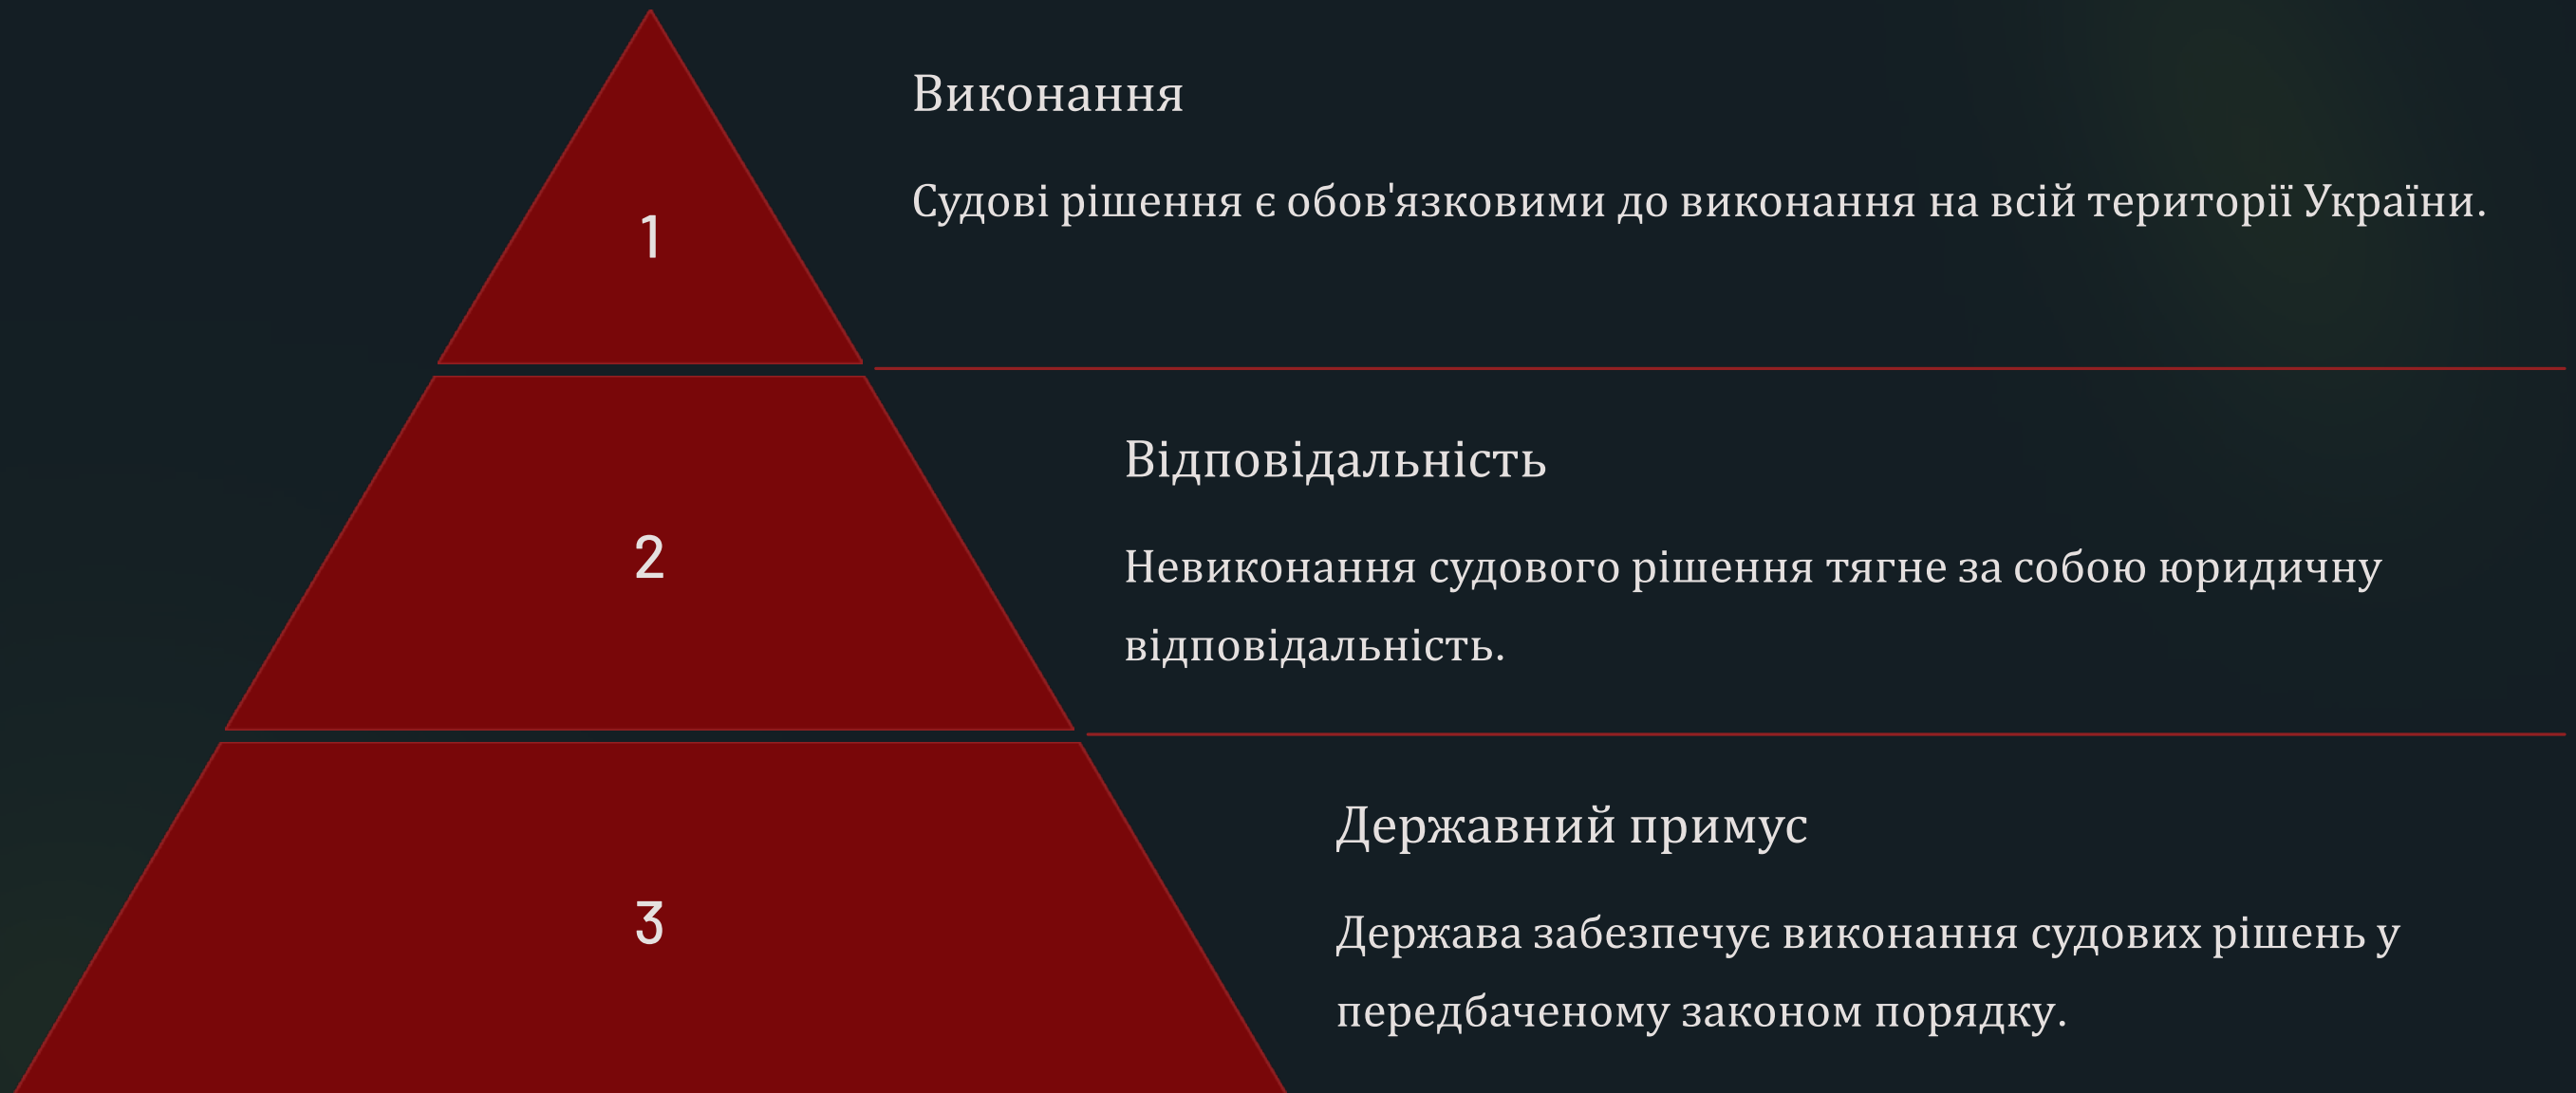 1
Виконання
Судові рішення є обов'язковими до виконання на всій території України.
2
Відповідальність
Невиконання судового рішення тягне за собою юридичну
відповідальність.
3
Державний примус
Держава забезпечує виконання судових рішень у
передбаченому законом порядку.